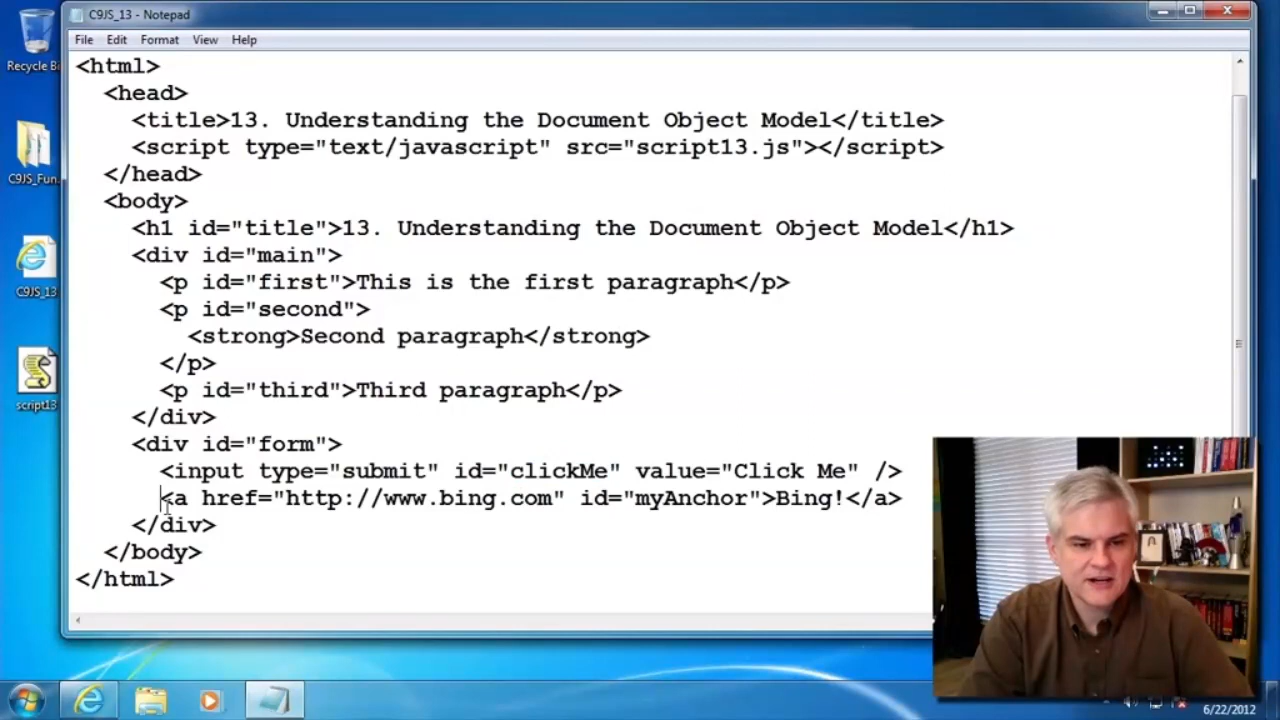 C9JS_13 - Notepad
File Edit Format View Help
Recycle Bi
C9JS_Fun
C9JS_13
script13
<html>
<head>
<title>13. Understanding the Document Object Model</title>
<script type="text/javascript" src="script13.js"></script>
</head>
<body>
<h1 id="title">13. Understanding the Document Object Model</h1>
<div id="main">
<p id="first">This is the first paragraph</p>
<p id="second">
<strong>Second paragraph</strong>
</p>
<p id="third">Third paragraph</p>
</div>
<div id="form">
<input type="submit" id="clickMe" value="Click Me" />
<a href="http://www.bing.com" id="myAnchor">Bing!</a>
</div>
</body>
</html>
6/22/2012